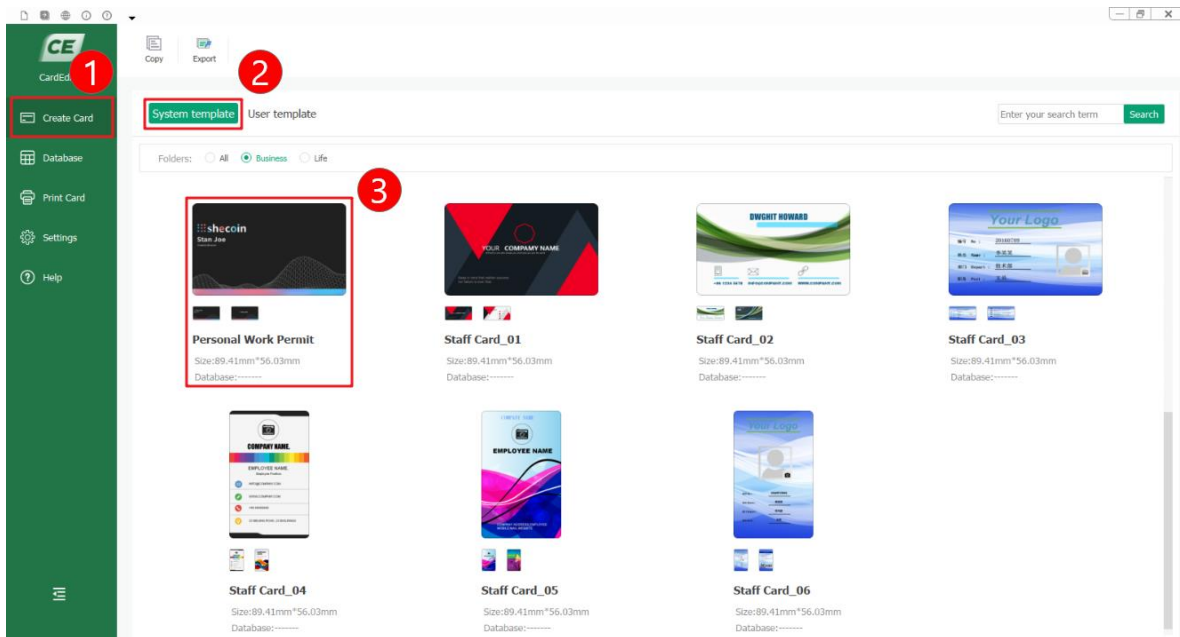 CE
CardEd
1
Copy
Export
2
Create Card
System template
User template
Enter your search term
Search
Database
Folders:
All
Business
Life
Print Card
3
Settings
Help
shecoin
Stan Joe
YOUR COMPAMY NAME
DWGHIT HOWARD
Your Logo
20160705
Personal Work Permit
Size:89.41mm*56.03mm
Database:-------
Staff Card_01
Size:89.41mm*56.03mm
Database:-------
Staff Card_02
Size:89.41mm*56.03mm
Database:-------
Staff Card_03
Size:89.41mm*56.03mm
Database:-------
COMPANY NAME.
EMPLOYEE NAME.
COMPANY NAME
EMPLOYEE NAME
Your Logo
Staff Card_04
Size:89.41mm*56.03mm
Database:-------
Staff Card_05
Size:89.41mm*56.03mm
Database:-------
Staff Card_06
Size:89.41mm*56.03mm
Database:-------